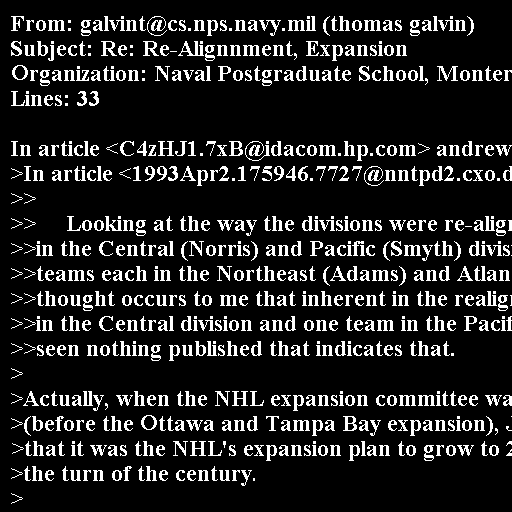 From: galvint@cs.nps.navy.mil (thomas galvin)
Subject: Re: Re-Alignnment, Expansion
Organization: Naval Postgraduate School, Monter
Lines: 33

In article <C4zHJ1.7xB@idacom.hp.com> andrew
>In article <1993Apr2.175946.7727@nntpd2.cxo.d
>>
>>     Looking at the way the divisions were re-align
>>in the Central (Norris) and Pacific (Smyth) divis
>>teams each in the Northeast (Adams) and Atlan
>>thought occurs to me that inherent in the realign
>>in the Central division and one team in the Pacif
>>seen nothing published that indicates that.
>
>Actually, when the NHL expansion committee wa
>(before the Ottawa and Tampa Bay expansion), J
>that it was the NHL's expansion plan to grow to 2
>the turn of the century.
>